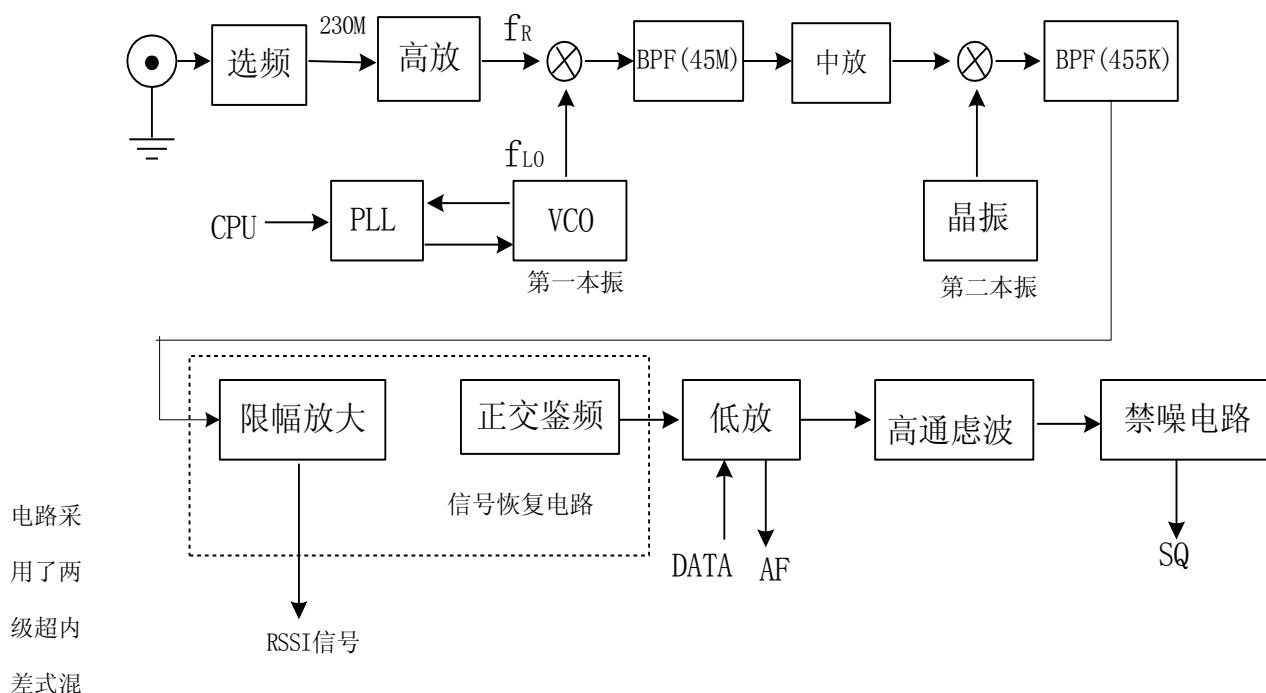 230M
f_R
选频
高放
BPF(45M)
中放
BPF(455K)
f_LO
CPU
PLL
VCO
晶振
第一本振
第二本振
限幅放大
正交鉴频
低放
高通虑波
禁噪电路
信号恢复电路
DATA
AF
SQ
RSSI信号
电路采
用了两
级超内
差式混